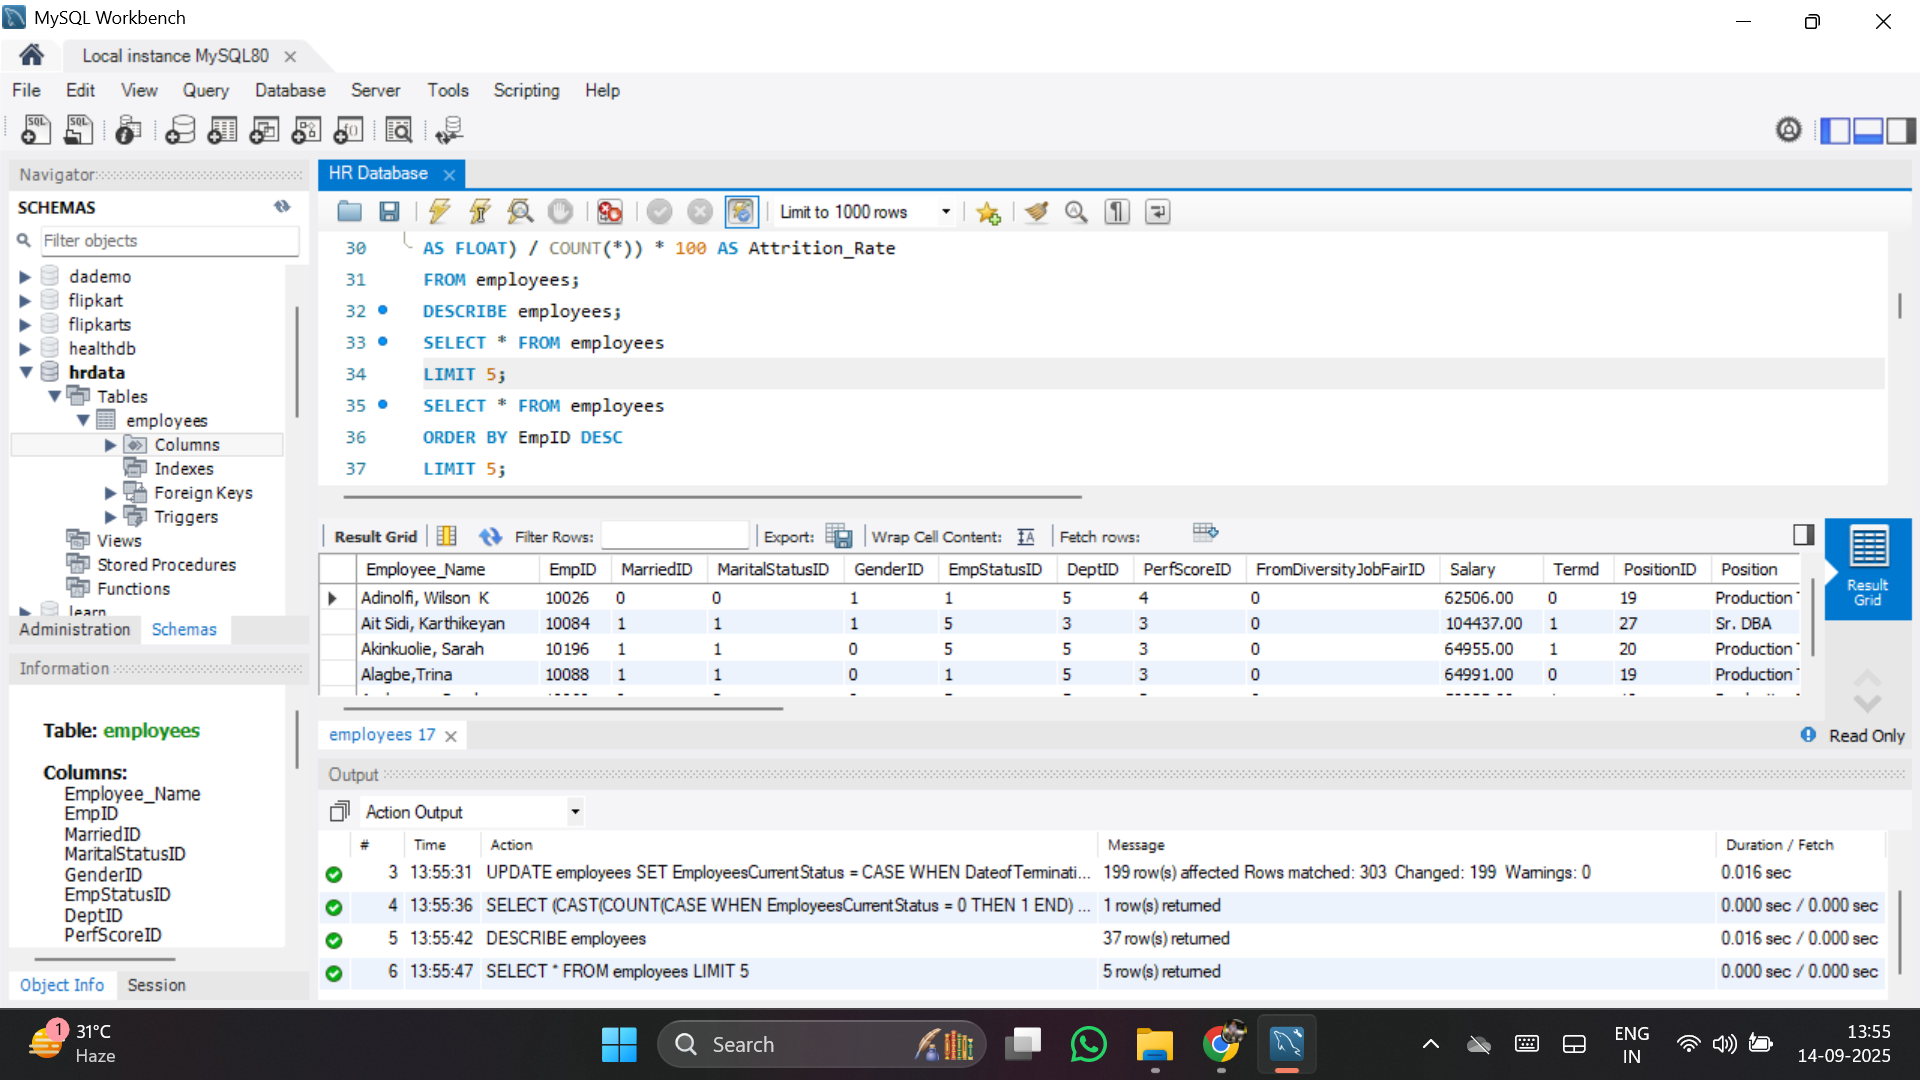 MySQL Workbench
Local instance MySQL80
File Edit View Query Database Server Tools Scripting Help
Navigator
SCHEMAS
Filter objects
dademo
flipkart
flipkarts
healthdb
hrdata
Tables
employees
Columns
Indexes
Foreign Keys
Triggers
Views
Stored Procedures
Functions
learn
Administration Schemas
Information
Table: employees
Columns:
Employee_Name
EmpID
MarriedID
MaritalStatusID
GenderID
EmpStatusID
DeptID
PerfScoreID
Object Info Session
HR Database
Limit to 1000 rows
30 AS FLOAT) / COUNT(*)) * 100 AS Attrition_Rate
31 FROM employees;
32 DESCRIBE employees;
33 SELECT * FROM employees
34 LIMIT 5;
35 SELECT * FROM employees
36 ORDER BY EmpID DESC
37 LIMIT 5;
Result Grid Filter Rows: Export: Wrap Cell Content: Fetch rows:
Employee_Name EmpID MarriedID MaritalStatusID GenderID EmpStatusID DeptID PerfScoreID FromDiversityJobFairID Salary Termd PositionID Position
Adinolfi, Wilson K 10026 0 0 1 1 5 4 0 62506.00 0 19 Production
Ait Sidi, Karthikeyan 10084 1 1 1 5 3 3 0 104437.00 1 27 Sr. DBA
Akinkuolie, Sarah 10196 1 1 0 5 5 3 0 64955.00 1 20 Production
Alagbe,Trina 10088 1 1 0 1 5 3 0 64991.00 0 19 Production
Result
Grid
employees 17
Read Only
Output
Action Output
# Time Action Message Duration / Fetch
3 13:55:31 UPDATE employees SET EmployeesCurrentStatus = CASE WHEN DateofTerminati... 199 row(s) affected Rows matched: 303 Changed: 199 Warnings: 0 0.016 sec
4 13:55:36 SELECT (CAST(COUNT(CASE WHEN EmployeesCurrentStatus = 0 THEN 1 END) ... 1 row(s) returned 0.000 sec / 0.000 sec
5 13:55:42 DESCRIBE employees 37 row(s) returned 0.016 sec / 0.000 sec
6 13:55:47 SELECT * FROM employees LIMIT 5 5 row(s) returned 0.000 sec / 0.000 sec
1
31°C
Haze
Search
ENG
IN
13:55
14-09-2025